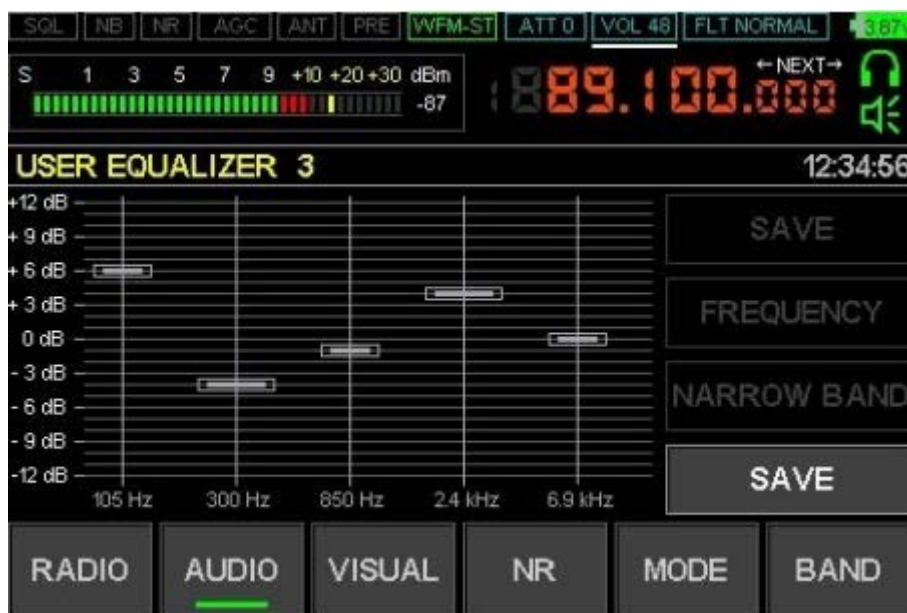 SQL NB NR AGC ANT PRE WFM-ST ATT 0 VOL 48 FLT NORMAL 3.87v
S 1 3 5 7 9 +10 +20 +30 dBm
-87
89.100.000
←NEXT→
USER EQUALIZER 3 12:34:56
+12 dB
+ 9 dB
+ 6 dB
+ 3 dB
0 dB
- 3 dB
- 6 dB
- 9 dB
-12 dB
105 Hz 300 Hz 850 Hz 2.4 kHz 6.9 kHz
SAVE
FREQUENCY
NARROW BAND
SAVE
RADIO AUDIO VISUAL NR MODE BAND